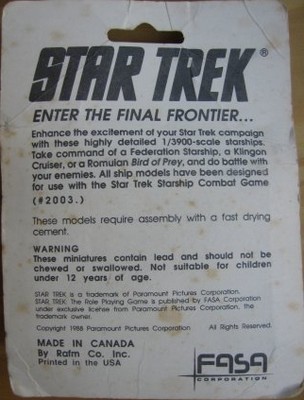 STAR TREK®
ENTER THE FINAL FRONTIER...
Enhance the excitement of your Star Trek campaign
with these highly detailed 1/3900-scale starships.
Take command of a Federation Starship, a Klingon
Cruiser, or a Romulan Bird of Prey, and do battle with
your enemies. All ship models have been designed
for use with the Star Trek Starship Combat Game
(#2003.)
These models require assembly with a fast drying
cement.
WARNING
These miniatures contain lead and should not be
chewed or swallowed. Not suitable for children
under 12 years of age.
STAR TREK is a trademark of Paramount Pictures Corporation.
STAR TREK: The Role Playing Game is published by FASA Corporation
under exclusive license from Paramount Pictures Corporation, the
trademark owner.
Copyright 1988 Paramount Pictures Corporation. All Rights Reserved.
MADE IN CANADA
By Rafm Co. Inc.
Printed in the USA
FASA
CORPORATION